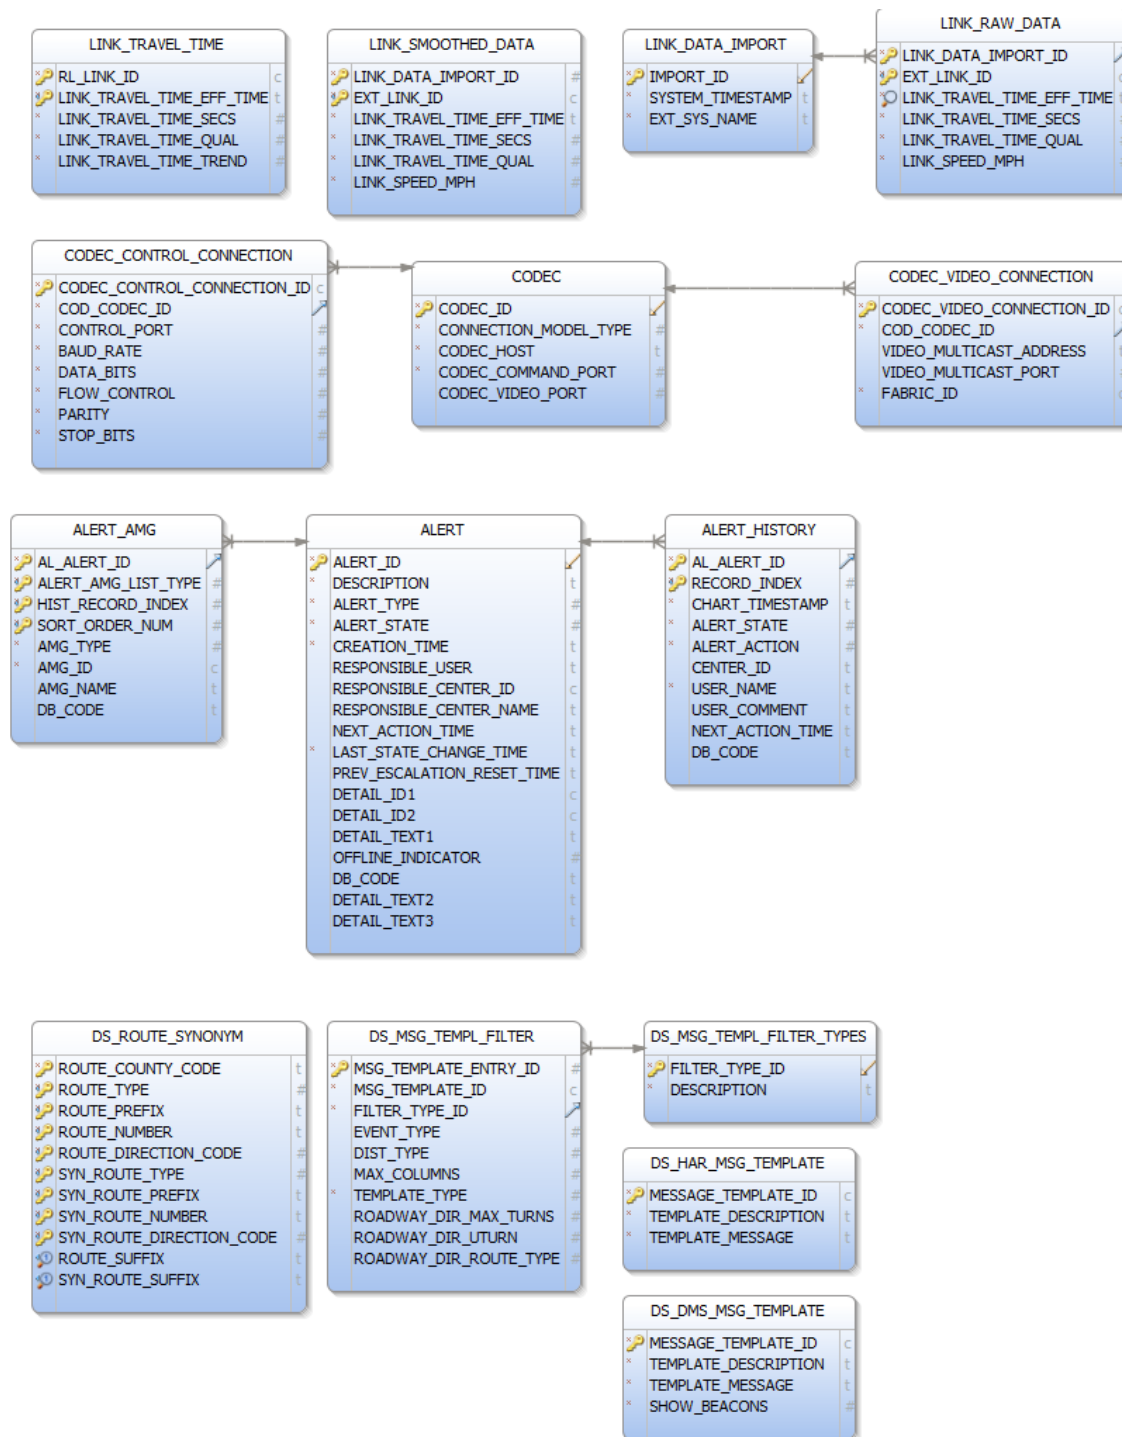 LINK_TRAVEL_TIME
RL_LINK_ID c
LINK_TRAVEL_TIME_EFF_TIME t
LINK_TRAVEL_TIME_SECS #
LINK_TRAVEL_TIME_QUAL #
LINK_TRAVEL_TIME_TREND #
LINK_SMOOTHED_DATA
LINK_DATA_IMPORT_ID #
EXT_LINK_ID c
LINK_TRAVEL_TIME_EFF_TIME t
LINK_TRAVEL_TIME_SECS #
LINK_TRAVEL_TIME_QUAL #
LINK_SPEED_MPH #
LINK_DATA_IMPORT
IMPORT_ID
SYSTEM_TIMESTAMP t
EXT_SYS_NAME t
LINK_RAW_DATA
LINK_DATA_IMPORT_ID
EXT_LINK_ID
LINK_TRAVEL_TIME_EFF_TIME
LINK_TRAVEL_TIME_SECS
LINK_TRAVEL_TIME_QUAL
LINK_SPEED_MPH
CODEC_CONTROL_CONNECTION
CODEC_CONTROL_CONNECTION_ID c
COD_CODEC_ID
CONTROL_PORT #
BAUD_RATE #
DATA_BITS #
FLOW_CONTROL #
PARITY #
STOP_BITS #
CODEC
CODEC_ID
CONNECTION_MODEL_TYPE #
CODEC_HOST t
CODEC_COMMAND_PORT #
CODEC_VIDEO_PORT #
CODEC_VIDEO_CONNECTION
CODEC_VIDEO_CONNECTION_ID
COD_CODEC_ID
VIDEO_MULTICAST_ADDRESS
VIDEO_MULTICAST_PORT
FABRIC_ID
ALERT_AMG
AL_ALERT_ID
ALERT_AMG_LIST_TYPE #
HIST_RECORD_INDEX #
SORT_ORDER_NUM #
AMG_TYPE #
AMG_ID c
AMG_NAME t
DB_CODE t
ALERT
ALERT_ID
DESCRIPTION t
ALERT_TYPE #
ALERT_STATE #
CREATION_TIME t
RESPONSIBLE_USER t
RESPONSIBLE_CENTER_ID c
RESPONSIBLE_CENTER_NAME t
NEXT_ACTION_TIME t
LAST_STATE_CHANGE_TIME t
PREV_ESCALATION_RESET_TIME t
DETAIL_ID1 c
DETAIL_ID2 c
DETAIL_TEXT1 t
OFFLINE_INDICATOR #
DB_CODE t
DETAIL_TEXT2 t
DETAIL_TEXT3 t
ALERT_HISTORY
AL_ALERT_ID
RECORD_INDEX #
CHART_TIMESTAMP t
ALERT_STATE #
ALERT_ACTION #
CENTER_ID t
USER_NAME t
USER_COMMENT t
NEXT_ACTION_TIME t
DB_CODE t
DS_ROUTE_SYNONYM
ROUTE_COUNTY_CODE t
ROUTE_TYPE #
ROUTE_PREFIX t
ROUTE_NUMBER t
ROUTE_DIRECTION_CODE #
SYN_ROUTE_TYPE #
SYN_ROUTE_PREFIX t
SYN_ROUTE_NUMBER t
SYN_ROUTE_DIRECTION_CODE #
ROUTE_SUFFIX t
SYN_ROUTE_SUFFIX t
DS_MSG_TEMPL_FILTER
MSG_TEMPLATE_ENTRY_ID #
MSG_TEMPLATE_ID c
FILTER_TYPE_ID
EVENT_TYPE #
DIST_TYPE #
MAX_COLUMNS #
TEMPLATE_TYPE #
ROADWAY_DIR_MAX_TURNS #
ROADWAY_DIR_UTURN #
ROADWAY_DIR_ROUTE_TYPE #
DS_MSG_TEMPL_FILTER_TYPES
FILTER_TYPE_ID
DESCRIPTION t
DS_HAR_MSG_TEMPLATE
MESSAGE_TEMPLATE_ID c
TEMPLATE_DESCRIPTION t
TEMPLATE_MESSAGE t
DS_DMS_MSG_TEMPLATE
MESSAGE_TEMPLATE_ID c
TEMPLATE_DESCRIPTION t
TEMPLATE_MESSAGE t
SHOW_BEACONS #